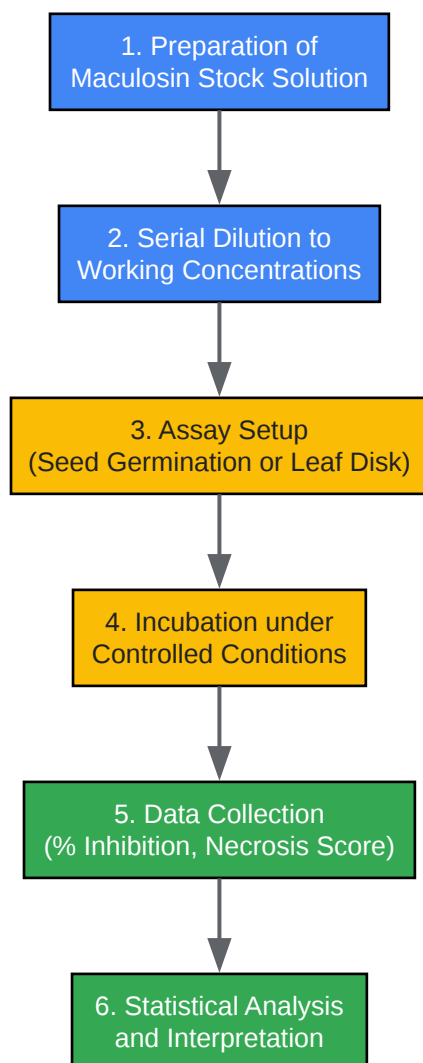 1. Preparation of
Maculosin Stock Solution
2. Serial Dilution to
Working Concentrations
3. Assay Setup
(Seed Germination or Leaf Disk)
4. Incubation under
Controlled Conditions
5. Data Collection
(% Inhibition, Necrosis Score)
6. Statistical Analysis
and Interpretation